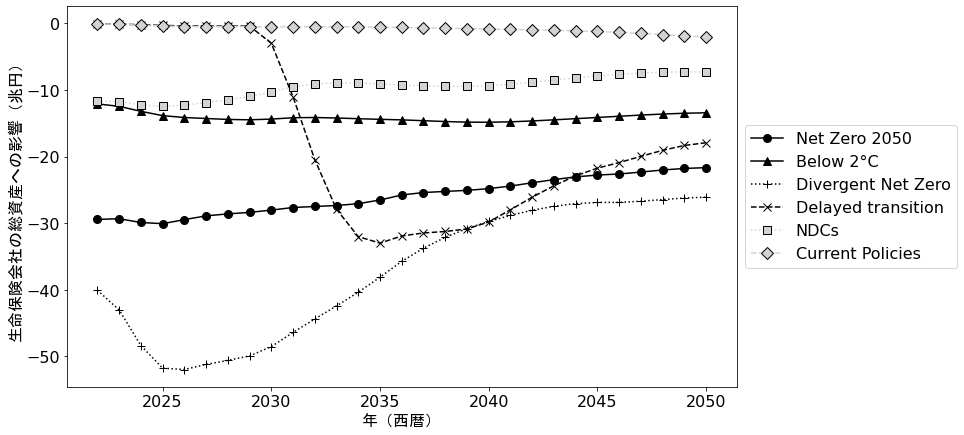 0
−10
−20
−30
−40
−50
生命保険会社の総資産への影響（兆円）
2025
2030
2035
2040
2045
2050
年（西暦）
Net Zero 2050
Below 2°C
Divergent Net Zero
Delayed transition
NDCs
Current Policies